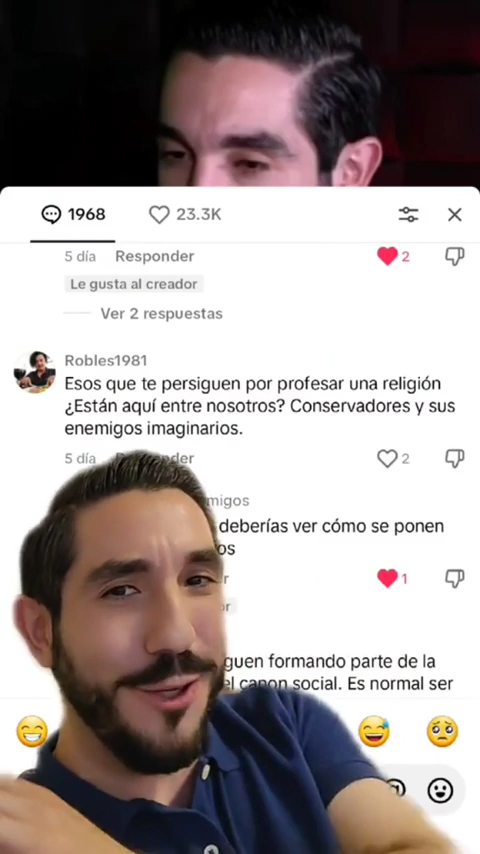 1968
23.3K
5 día Responder
2
Le gusta al creador
Ver 2 respuestas
Robles1981
Esos que te persiguen por profesar una religión
¿Están aquí entre nosotros? Conservadores y sus
enemigos imaginarios.
5 día
2
deberías ver cómo se ponen
1
formando parte de la
canon social. Es normal ser